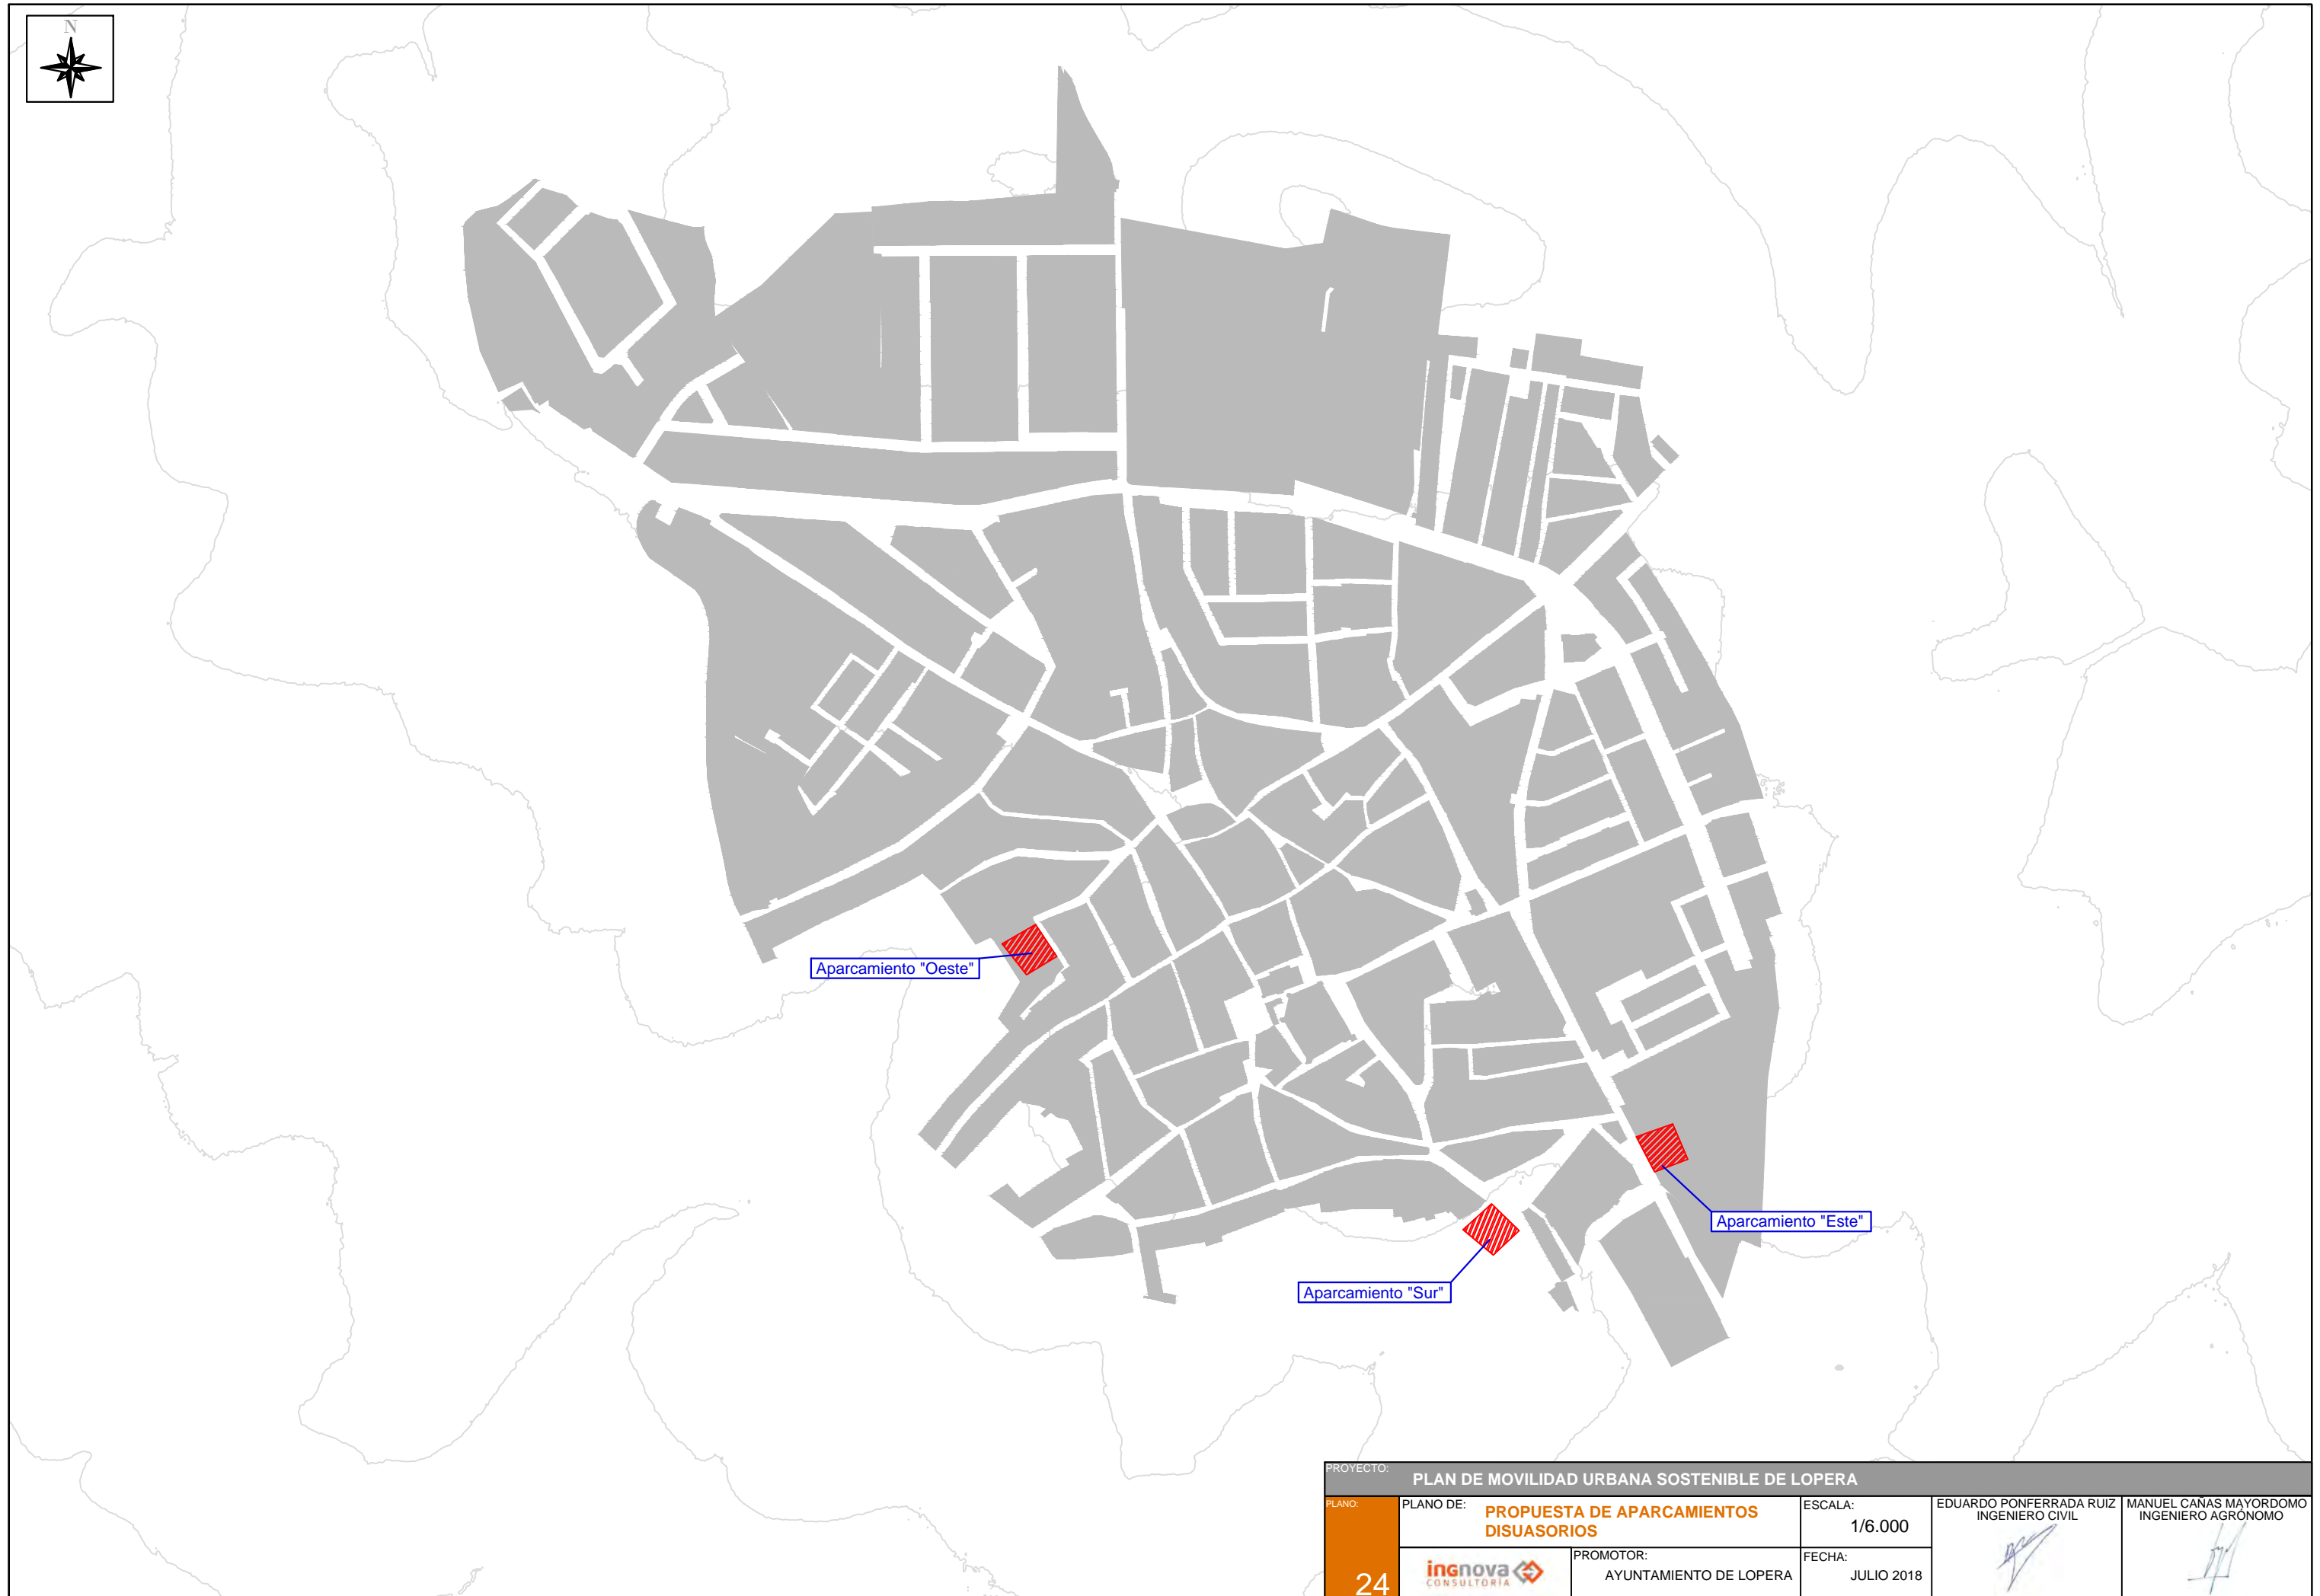 N
Aparcamiento "Oeste"
Aparcamiento "Este"
Aparcamiento "Sur"
PROYECTO:
PLAN DE MOVILIDAD URBANA SOSTENIBLE DE LOPERA
PLANO:
24
PLANO DE:
PROPUESTA DE APARCAMIENTOS
DISUASORIOS
ESCALA:
1/6.000
EDUARDO PONFERRADA RUIZ
INGENIERO CIVIL
MANUEL CAÑAS MAYORDOMO
INGENIERO AGRÓNOMO
ingnova
CONSULTORÍA
PROMOTOR:
AYUNTAMIENTO DE LOPERA
FECHA:
JULIO 2018